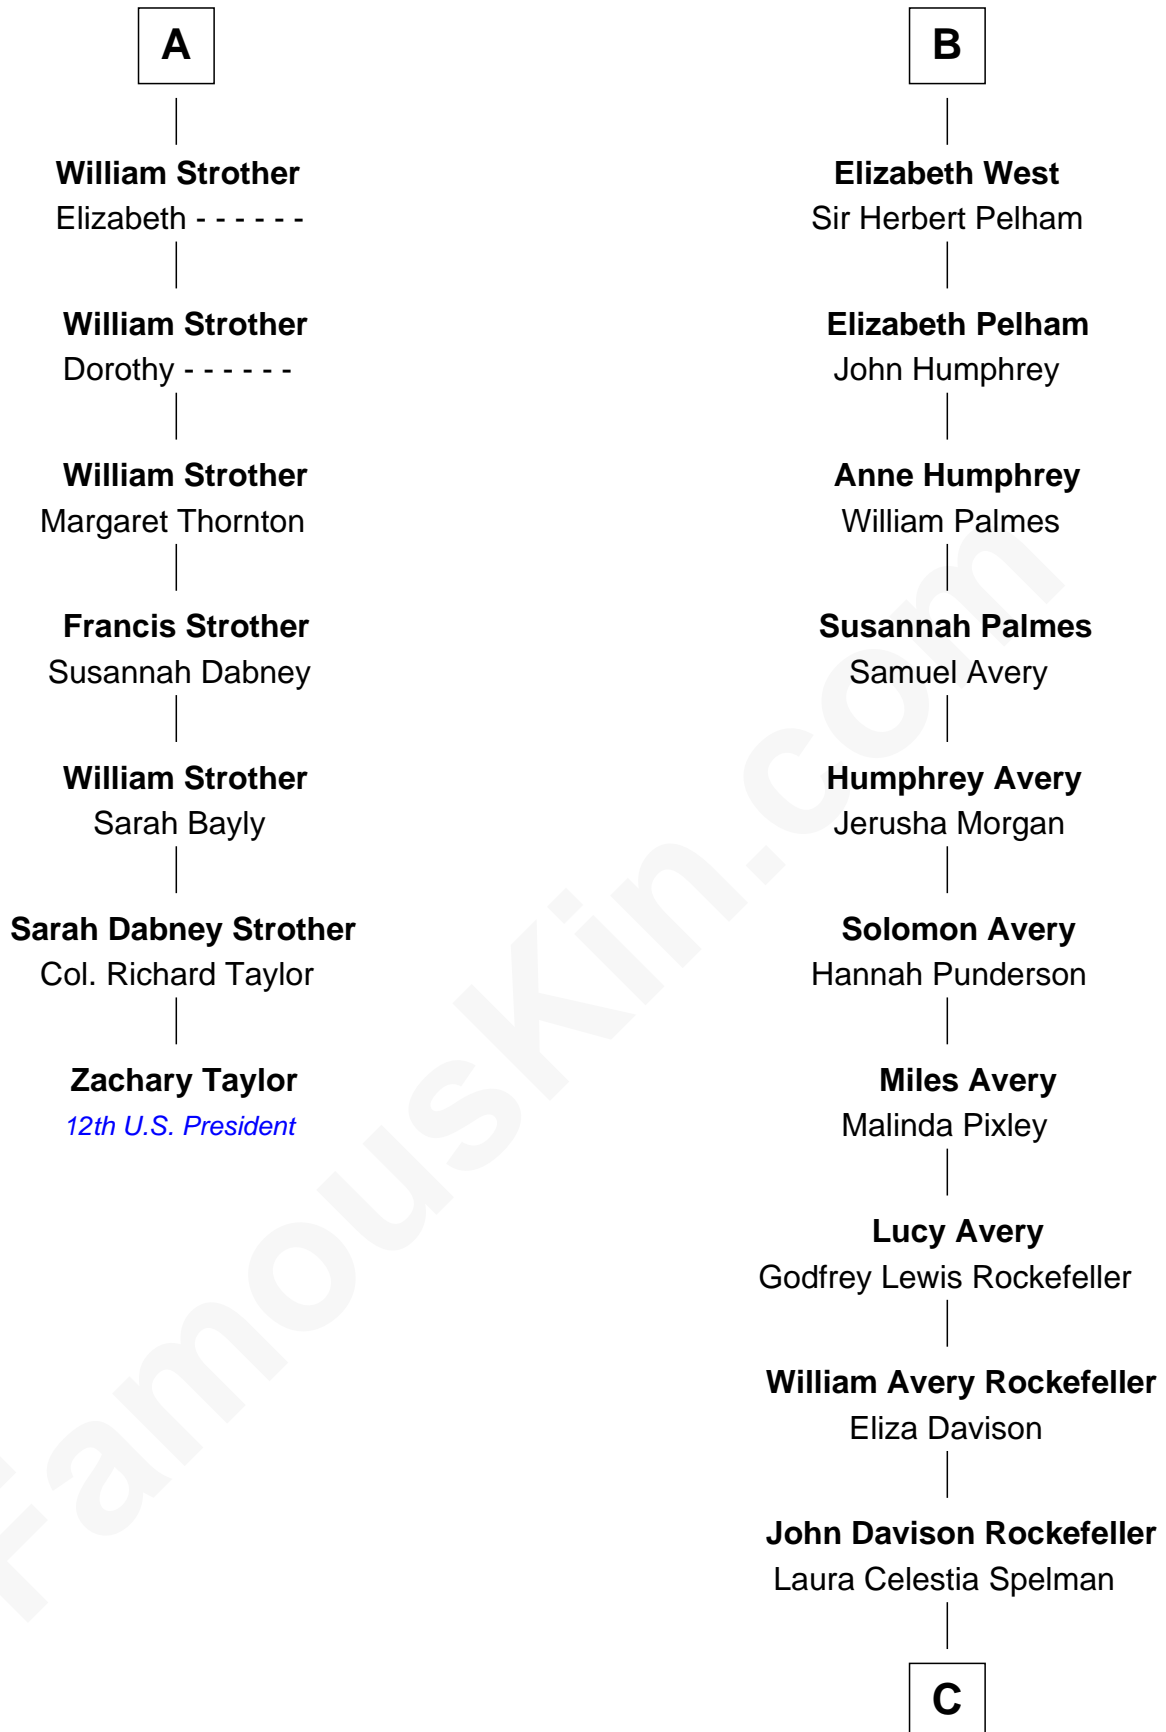 A
William Strother
Elizabeth - - - - - -
William Strother
Dorothy - - - - - -
William Strother
Margaret Thornton
Francis Strother
Susannah Dabney
William Strother
Sarah Bayly
Sarah Dabney Strother
Col. Richard Taylor
Zachary Taylor
12th U.S. President
B
Elizabeth West
Sir Herbert Pelham
Elizabeth Pelham
John Humphrey
Anne Humphrey
William Palmes
Susannah Palmes
Samuel Avery
Humphrey Avery
Jerusha Morgan
Solomon Avery
Hannah Punderson
Miles Avery
Malinda Pixley
Lucy Avery
Godfrey Lewis Rockefeller
William Avery Rockefeller
Eliza Davison
John Davison Rockefeller
Laura Celestia Spelman
C
FamousKin.com